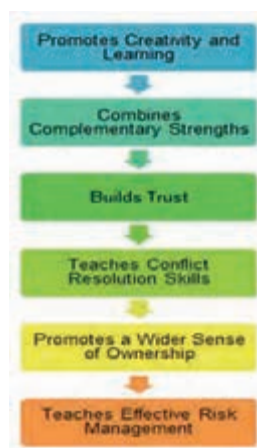 Promotes Creativity and
Learning
Combines
Complementary Strengths
Builds Trust
Teaches Conflict
Resolution Skills
Promotes a Wider Sense
of Ownership
Teaches Effective Risk
Management